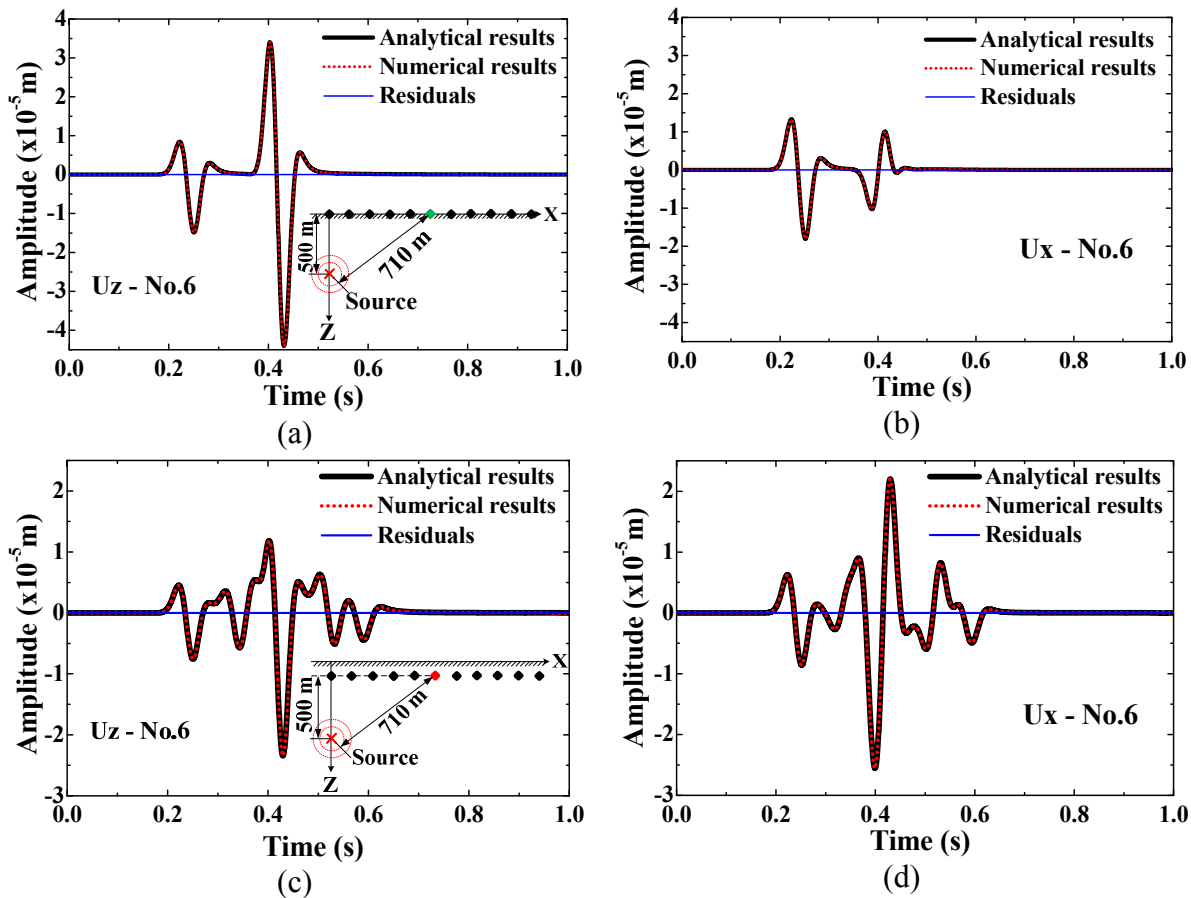 4
3
2
1
0
-1
-2
-3
-4
Amplitude (x10⁻⁵ m)
Analytical results
Numerical results
Residuals
X
500 m
710 m
Source
Z
Uz - No.6
0.0 0.2 0.4 0.6 0.8 1.0
Time (s)
(a)
4
3
2
1
0
-1
-2
-3
-4
Amplitude (x10⁻⁵ m)
Analytical results
Numerical results
Residuals
Ux - No.6
0.0 0.2 0.4 0.6 0.8 1.0
Time (s)
(b)
2
1
0
-1
-2
-3
Amplitude (x10⁻⁵ m)
Analytical results
Numerical results
Residuals
X
500 m
710 m
Source
Z
Uz - No.6
0.0 0.2 0.4 0.6 0.8 1.0
Time (s)
(c)
2
1
0
-1
-2
-3
Amplitude (x10⁻⁵ m)
Analytical results
Numerical results
Residuals
Ux - No.6
0.0 0.2 0.4 0.6 0.8 1.0
Time (s)
(d)